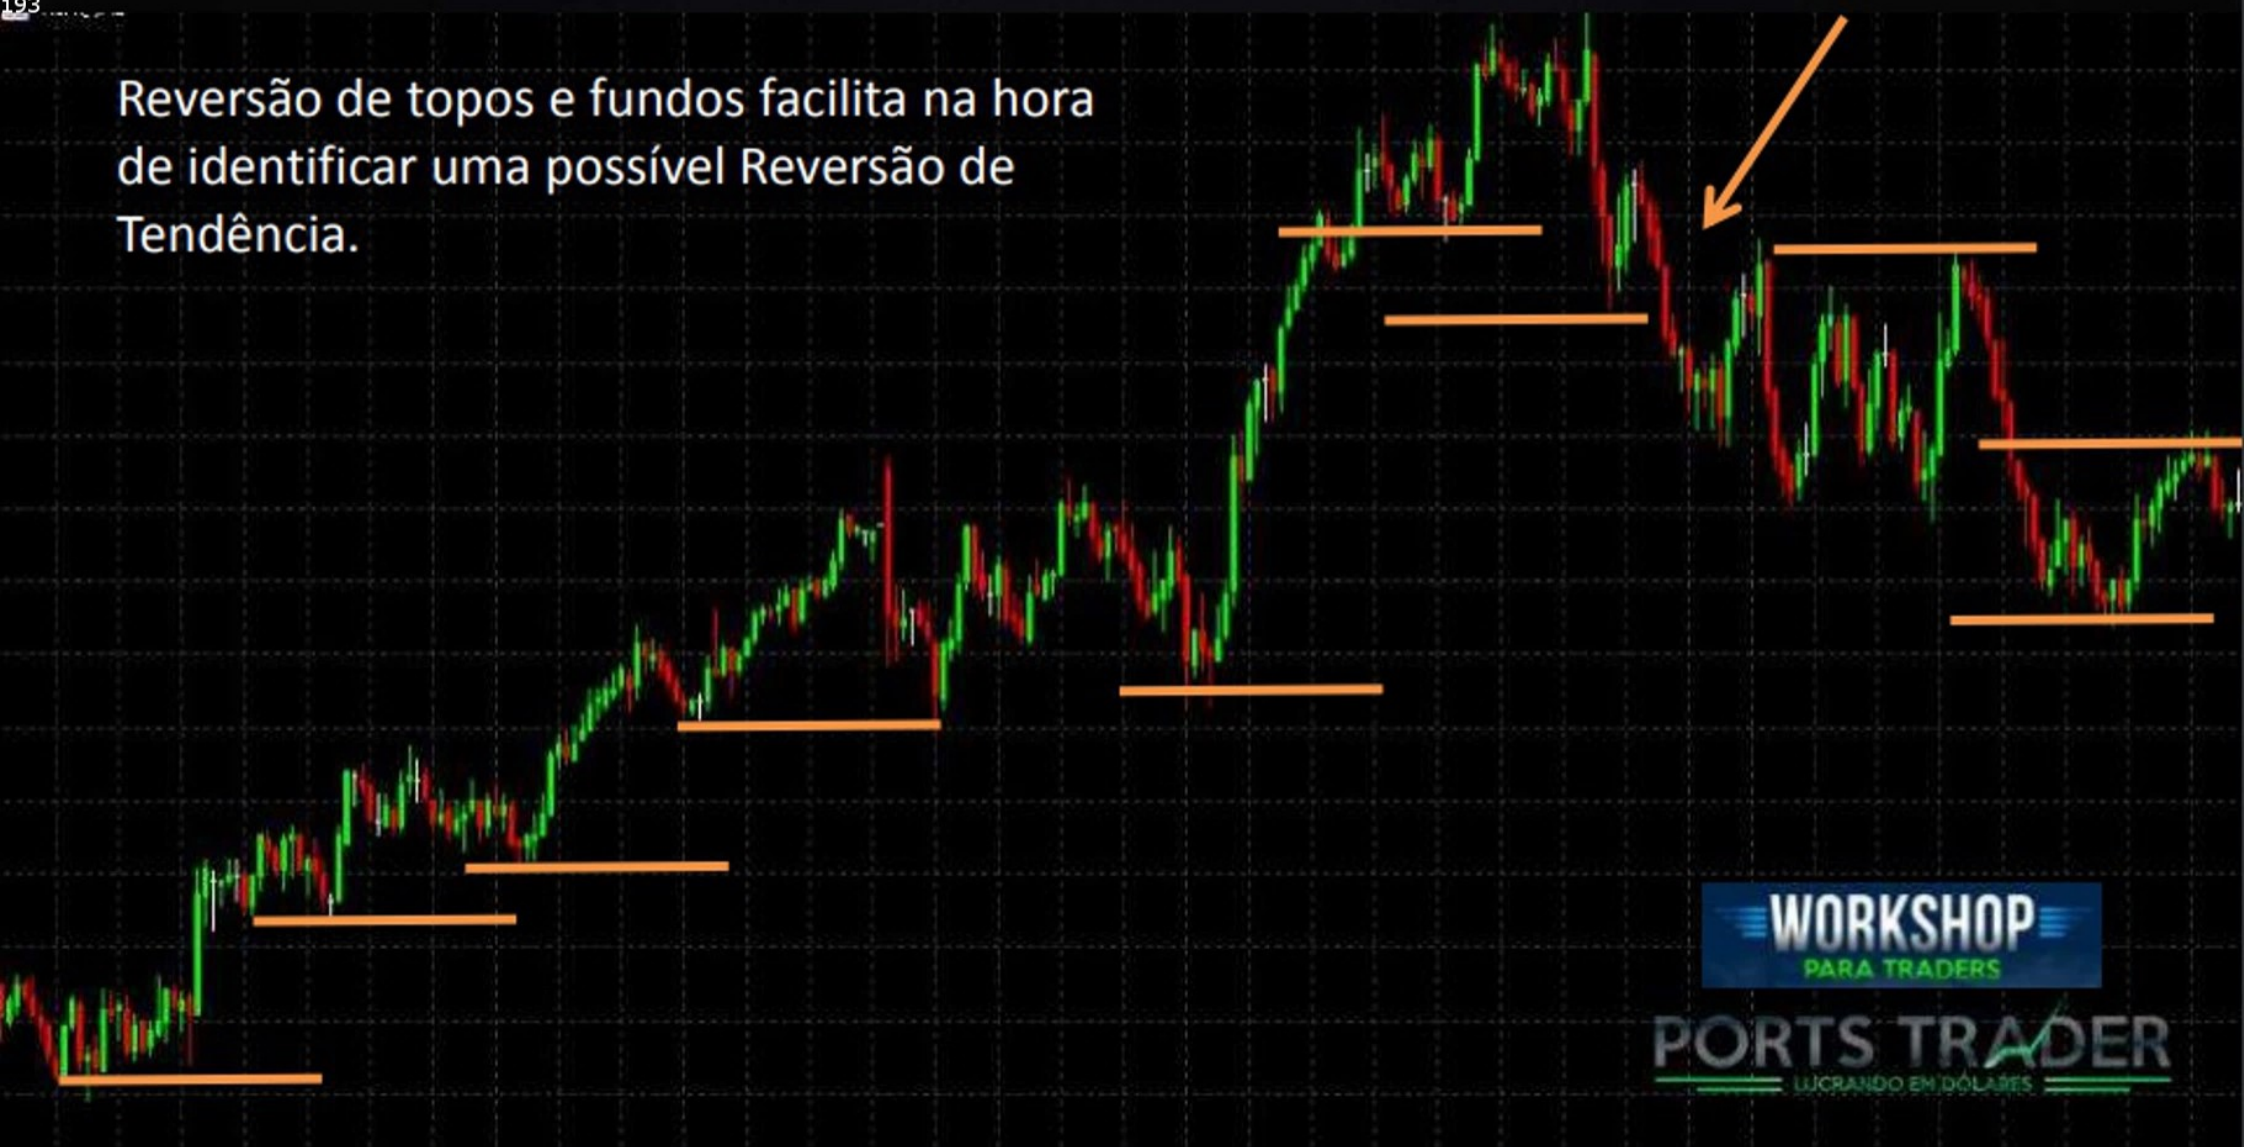 193
Reversão de topos e fundos facilita na hora
de identificar uma possível Reversão de
Tendência.
WORKSHOP
PARA TRADERS
PORTS TRADER
LUCRANDO EM DÓLARES